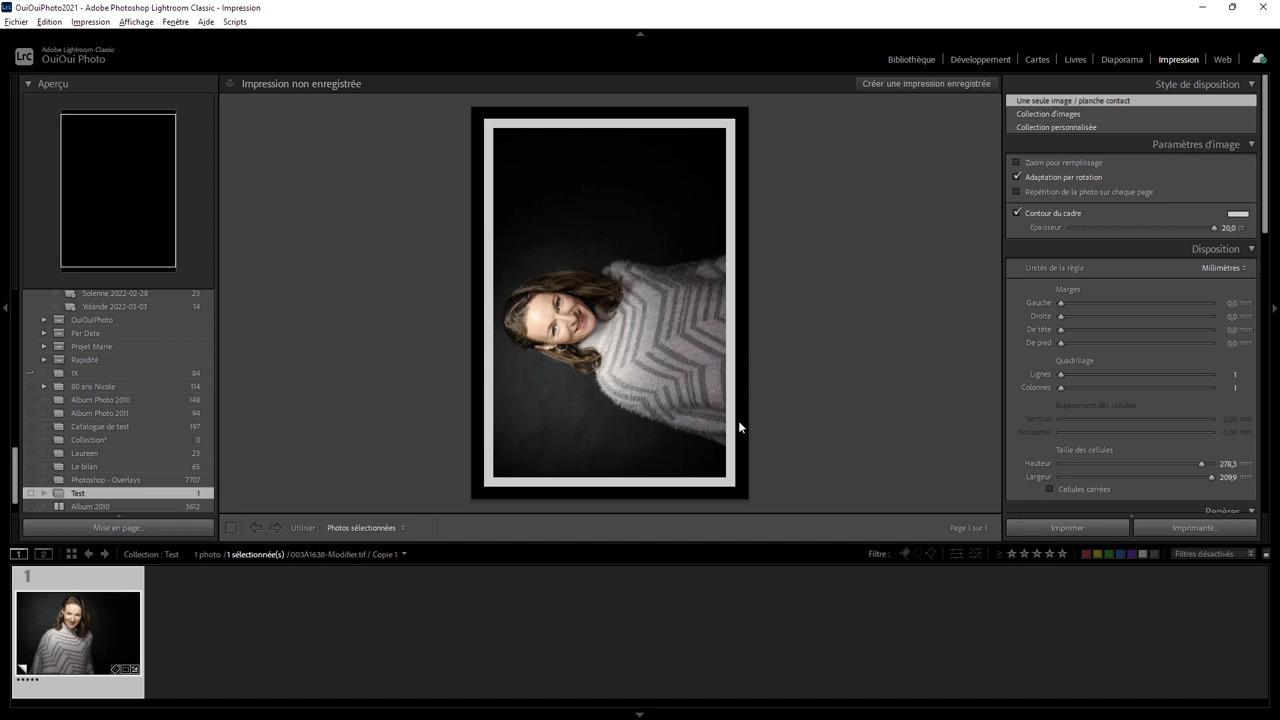 OuiOuiPhoto2021 - Adobe Photoshop Lightroom Classic - Impression
Fichier Edition Impression Affichage Fenêtre Aide Scripts
Lrc
Adobe Lightroom Classic
OuiOui Photo
Bibliothèque Développement Cartes Livres Diaporama Impression Web
Aperçu
Impression non enregistrée
Créer une impression enregistrée
Style de disposition
Une seule image / planche contact
Collection d'images
Collection personnalisée
Paramètres d'image
Zoom pour remplissage
Adaptation par rotation
Répétition de la photo sur chaque page
Contour du cadre
Epaisseur 20,0 pt
Disposition
Unités de la règle : Millimètres
Marges
Gauche 0,0 mm
Droite 0,0 mm
De tête 0,0 mm
De pied 0,0 mm
Quadrillage
Lignes 1
Colonnes 1
Espacement des cellules
Vertical 0,00 mm
Horizontal 0,00 mm
Taille des cellules
Hauteur 278,3 mm
Largeur 209,9 mm
Cellules carrées
Repères
Imprimer Imprimante...
Solenne 2022-02-28 23
Yolande 2022-03-03 14
OuiOuiPhoto
Par Date
Projet Marie
Rapidité
1X 84
80 ans Nicole 114
Album Photo 2010 148
Album Photo 2011 94
Catalogue de test 197
Collection* 0
Laureen 23
Le bilan 65
Photoshop - Overlays 7707
Test 1
Album 2010 3612
Mise en page...
Utiliser : Photos sélectionnées
Page 1 sur 1
1 2 Collection : Test 1 photo / 1 sélectionnée(s) / 003A1638-Modifier.tif / Copie 1
Filtre : Filtres désactivés
1